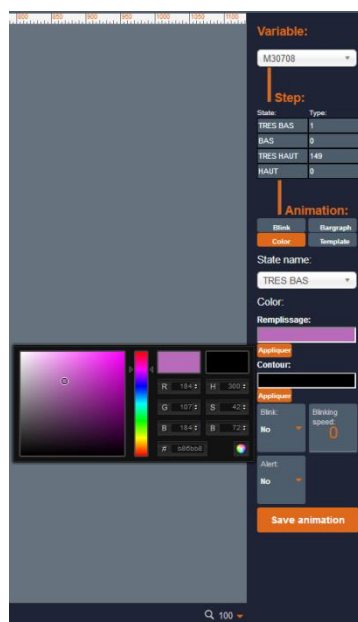 800 850 900 950 1000 1050 1100
Variable:
M30708
Step:
State: Type:
TRES BAS 1
BAS 0
TRES HAUT 149
HAUT 0
Animation:
Blink Bargraph
Color Template
State name:
TRES BAS
Color:
Remplissage:
Appliquer
Contour:
Appliquer
R 184 H 300
G 107 S 42
B 184 B 72
# b86bb8
Blink: Blinking
speed:
No 0
Alert:
No
Save animation
100